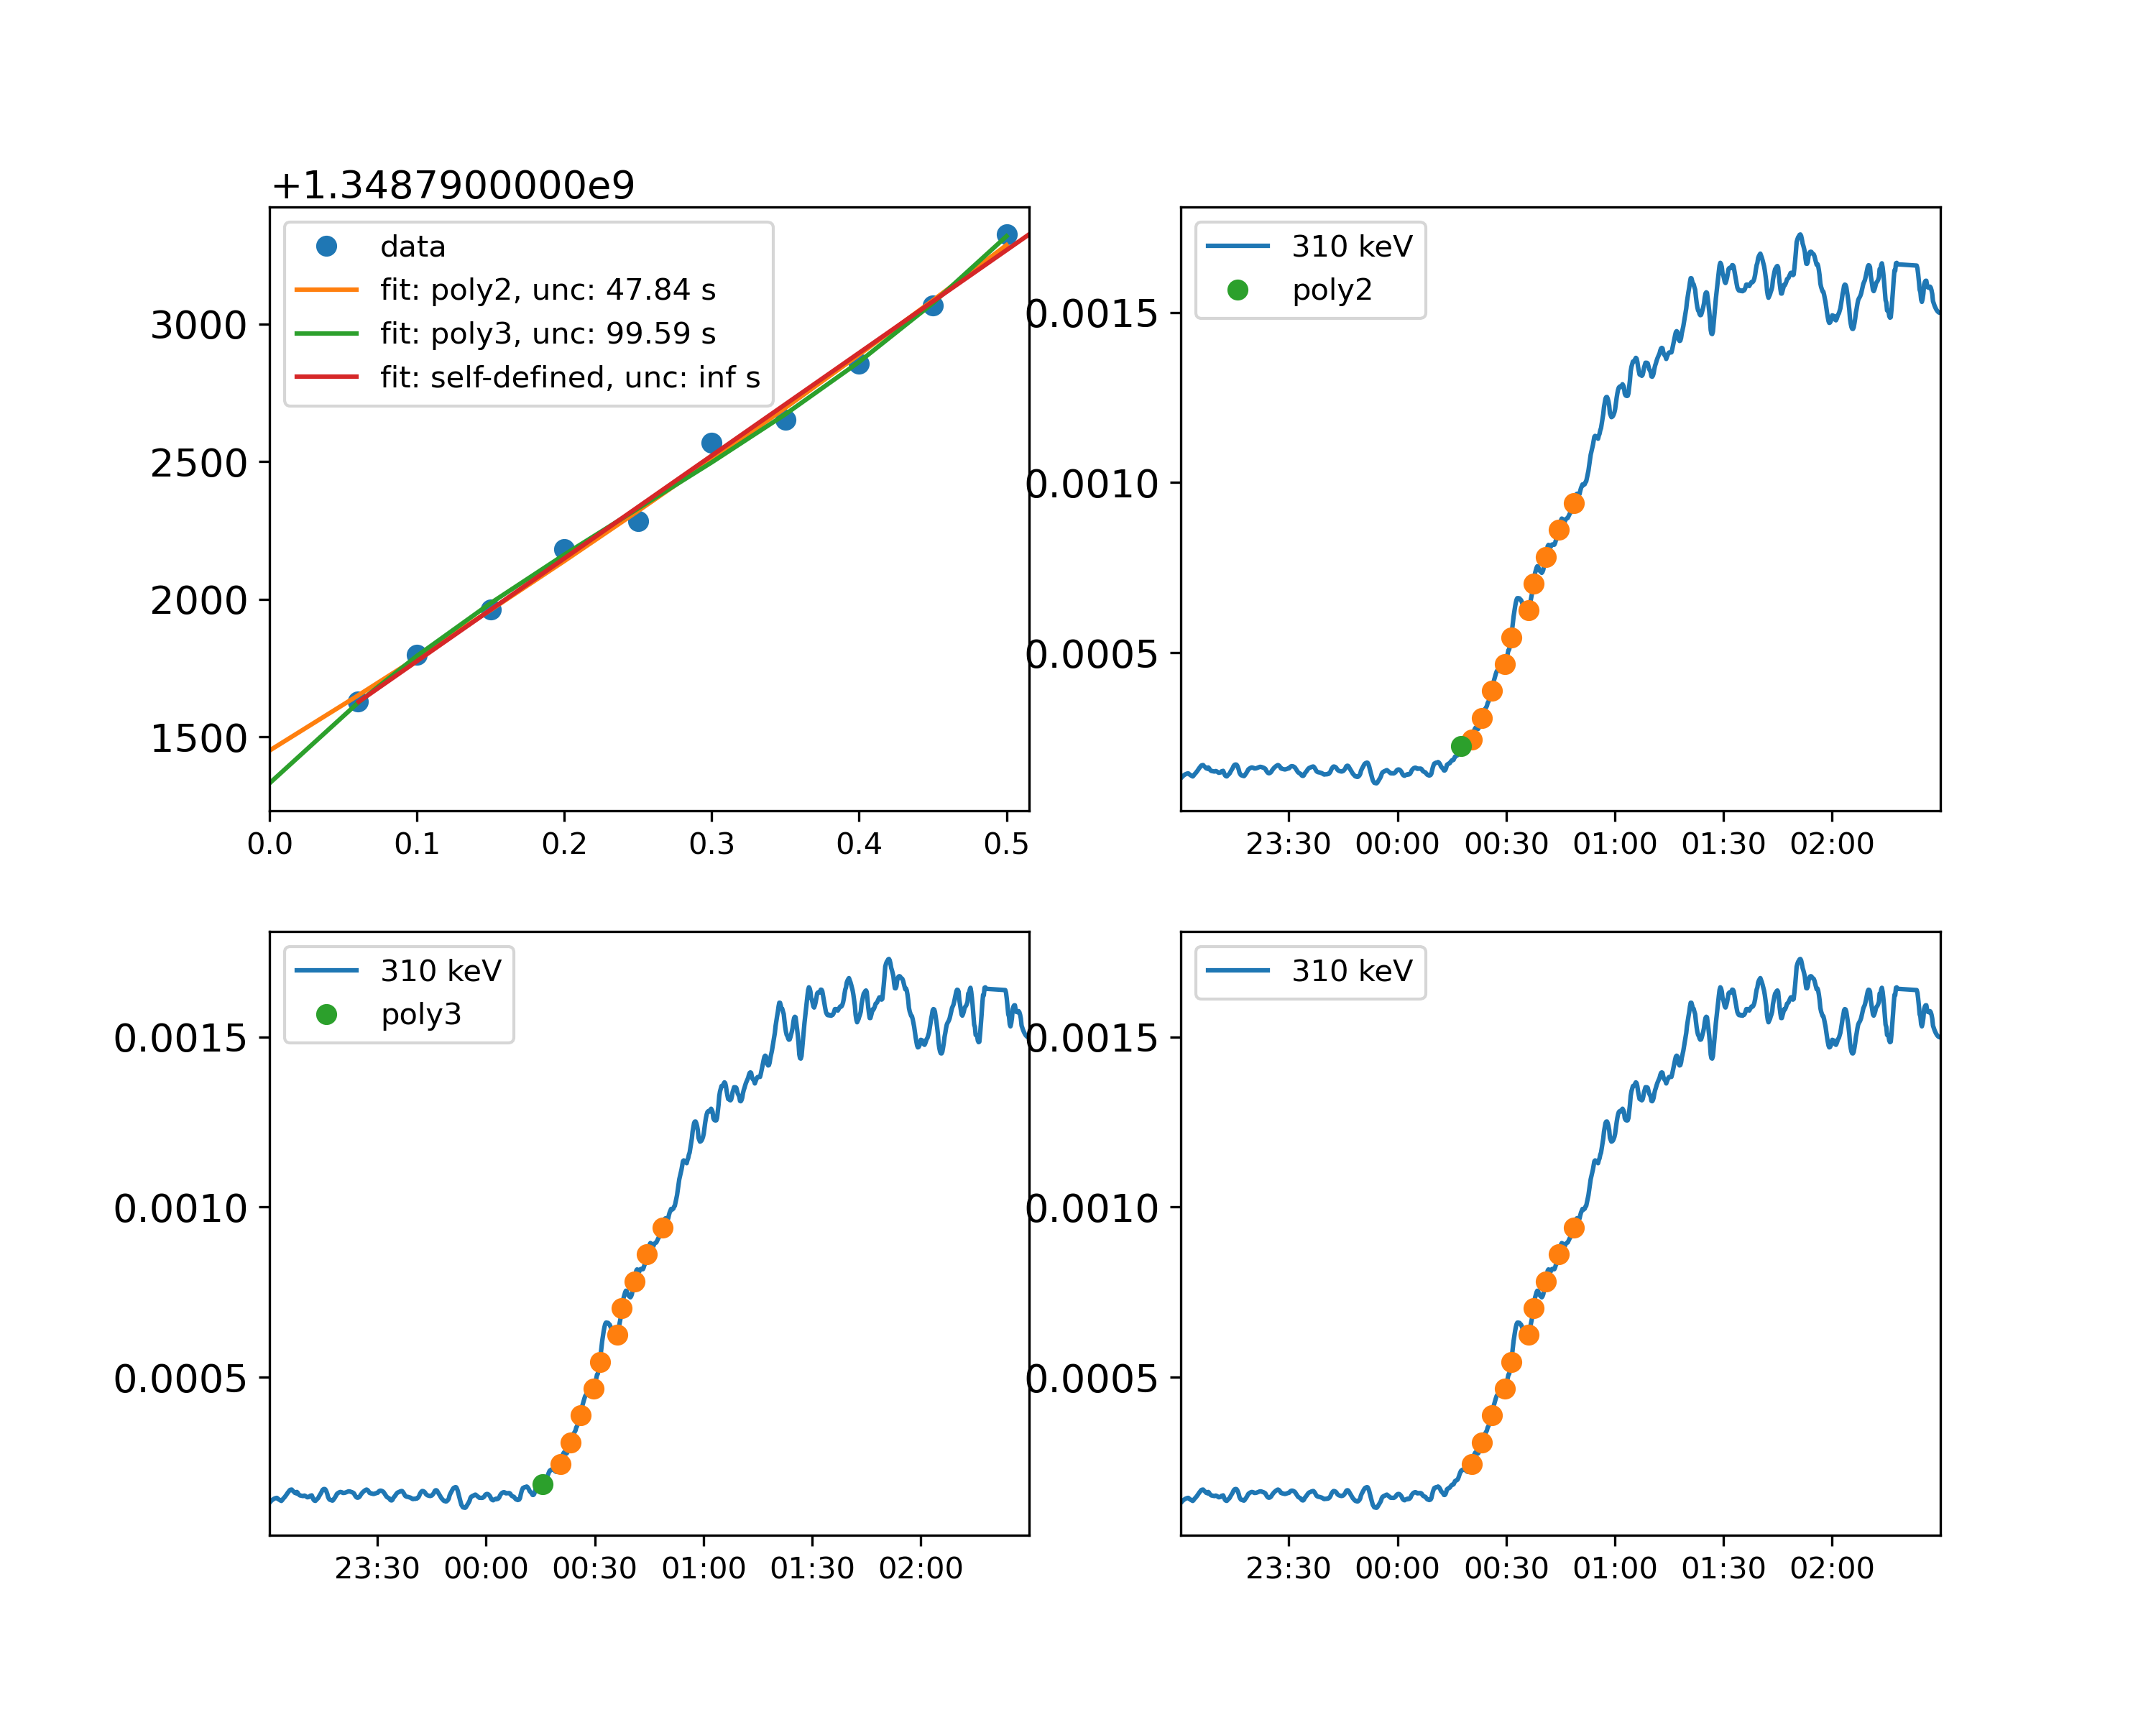 +1.3487900000e9
data
fit: poly2, unc: 47.84 s
fit: poly3, unc: 99.59 s
fit: self-defined, unc: inf s
3000
2500
2000
1500
0.0 0.1 0.2 0.3 0.4 0.5
310 keV
poly2
0.0015
0.0010
0.0005
23:30 00:00 00:30 01:00 01:30 02:00
310 keV
poly3
0.0015
0.0010
0.0005
23:30 00:00 00:30 01:00 01:30 02:00
310 keV
0.0015
0.0010
0.0005
23:30 00:00 00:30 01:00 01:30 02:00